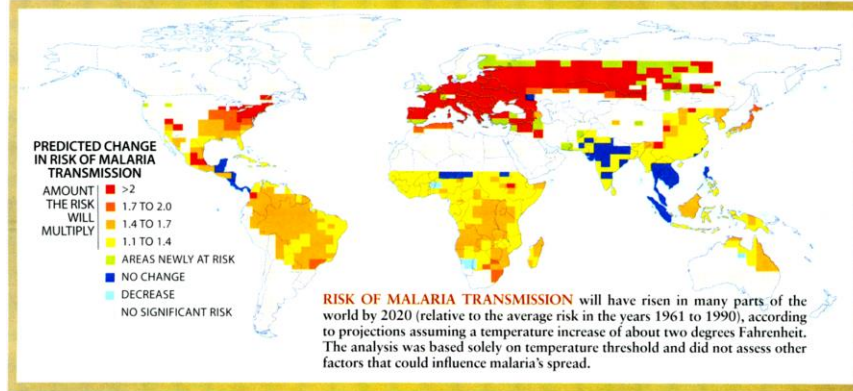 PREDICTED CHANGE
IN RISK OF MALARIA
TRANSMISSION
AMOUNT
THE RISK
WILL
MULTIPLY
>2
1.7 TO 2.0
1.4 TO 1.7
1.1 TO 1.4
AREAS NEWLY AT RISK
NO CHANGE
DECREASE
NO SIGNIFICANT RISK
RISK OF MALARIA TRANSMISSION will have risen in many parts of the
world by 2020 (relative to the average risk in the years 1961 to 1990), according
to projections assuming a temperature increase of about two degrees Fahrenheit.
The analysis was based solely on temperature threshold and did not assess other
factors that could influence malaria's spread.